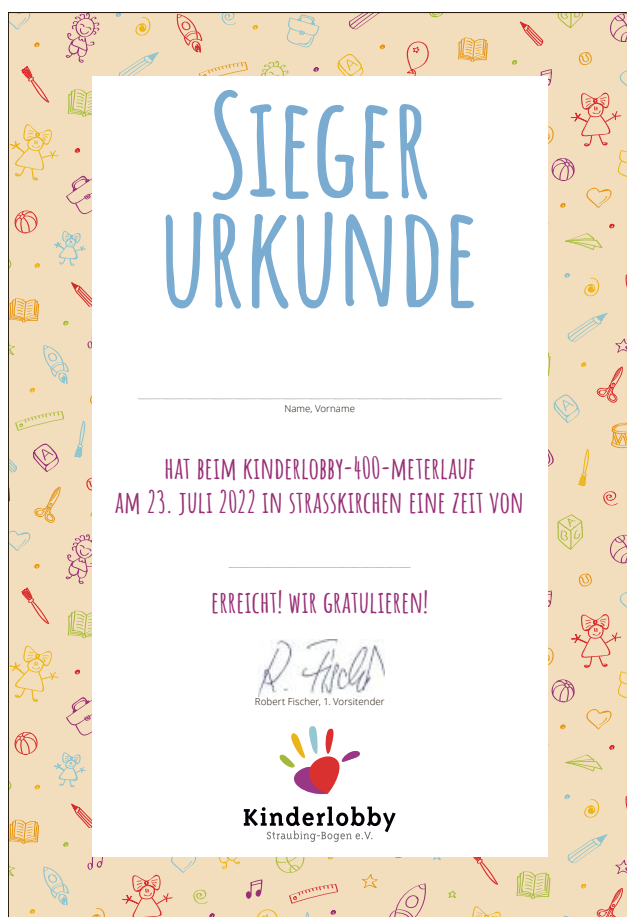 SIEGER
URKUNDE
Name, Vorname
HAT BEIM KINDERLOBBY-400-METERLAUF
AM 23. JULI 2022 IN STRASSKIRCHEN EINE ZEIT VON
ERREICHT! WIR GRATULIEREN!
R. Fischer
Robert Fischer, 1. Vorsitender
Kinderlobby
Straubing-Bogen e.V.